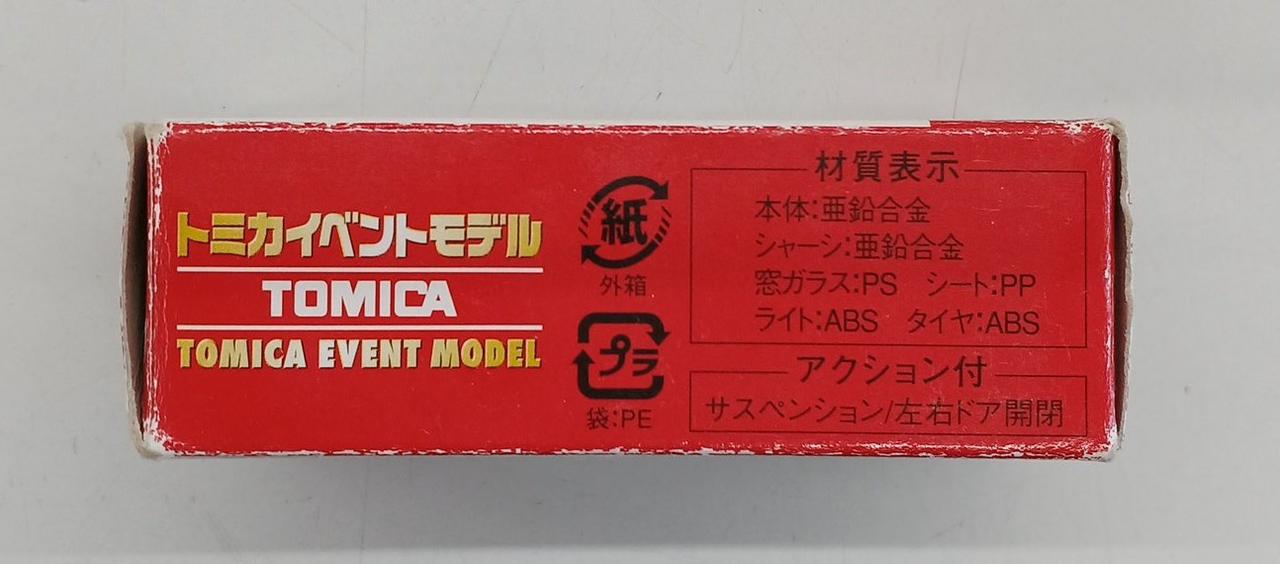 トミカイベントモデル
TOMICA
TOMICA EVENT MODEL
紙
外箱
プラ
袋:PE
材質表示
本体:亜鉛合金
シャーシ:亜鉛合金
窓ガラス:PS シート:PP
ライト:ABS タイヤ:ABS
アクション付
サスペンション/左右ドア開閉